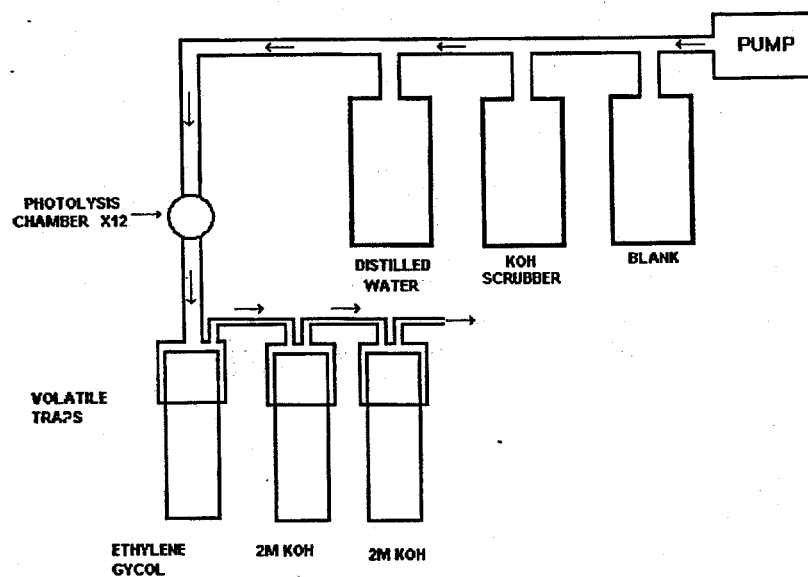 PUMP
PHOTOLYSIS
CHAMBER X12
DISTILLED
WATER
KOH
SCRUBBER
BLANK
VOLATILE
TRAPS
ETHYLENE
GYCOL
2M KOH
2M KOH